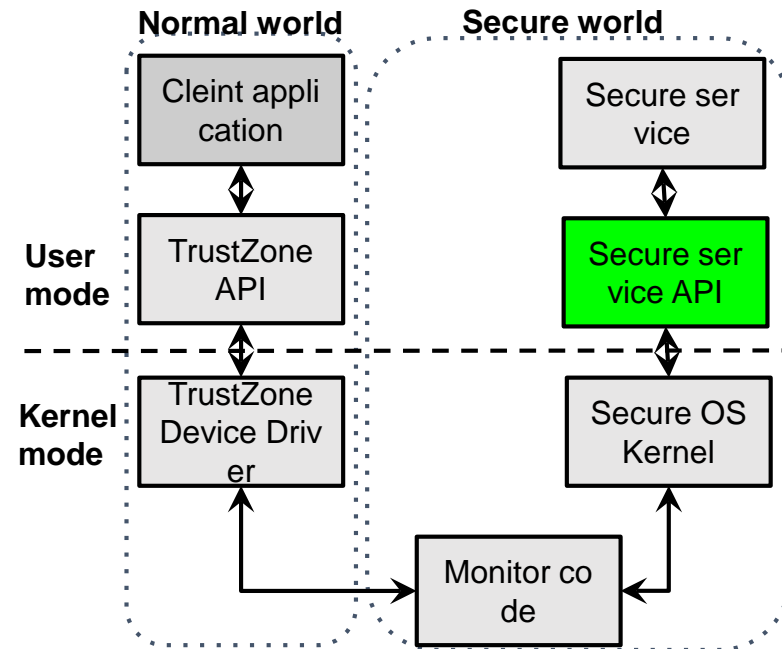 Normal world
Secure world
Cleint appli
cation
Secure ser
vice
User
mode
TrustZone
API
Secure ser
vice API
Kernel
mode
TrustZone
Device Driv
er
Secure OS
Kernel
Monitor co
de